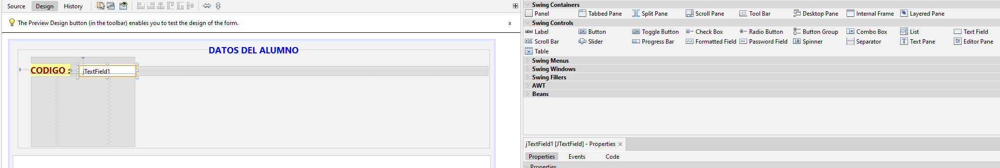 Source Design History
The Preview Design button (in the toolbar) enables you to test the design of the form. x
DATOS DEL ALUMNO
CODIGO : jTextField1
Swing Containers
Panel Tabbed Pane Split Pane Scroll Pane Tool Bar Desktop Pane Internal Frame Layered Pane
Swing Controls
label Label OK Button ON Toggle Button Check Box Radio Button Button Group Combo Box List Text Field
Scroll Bar Slider Progress Bar Formatted Field Password Field Spinner Separator T Text Pane Editor Pane
Table
Swing Menus
Swing Windows
Swing Fillers
AWT
Beans
jTextField1 [JTextField] - Properties ×
Properties Events Code
Properties